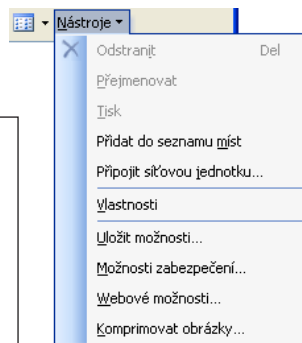 Nástroje
Odstranit Del
Přejmenovat
Tisk
Přidat do seznamu míst
Připojit síťovou jednotku...
Vlastnosti
Uložit možnosti...
Možnosti zabezpečení...
Webové možnosti...
Komprimovat obrázky...